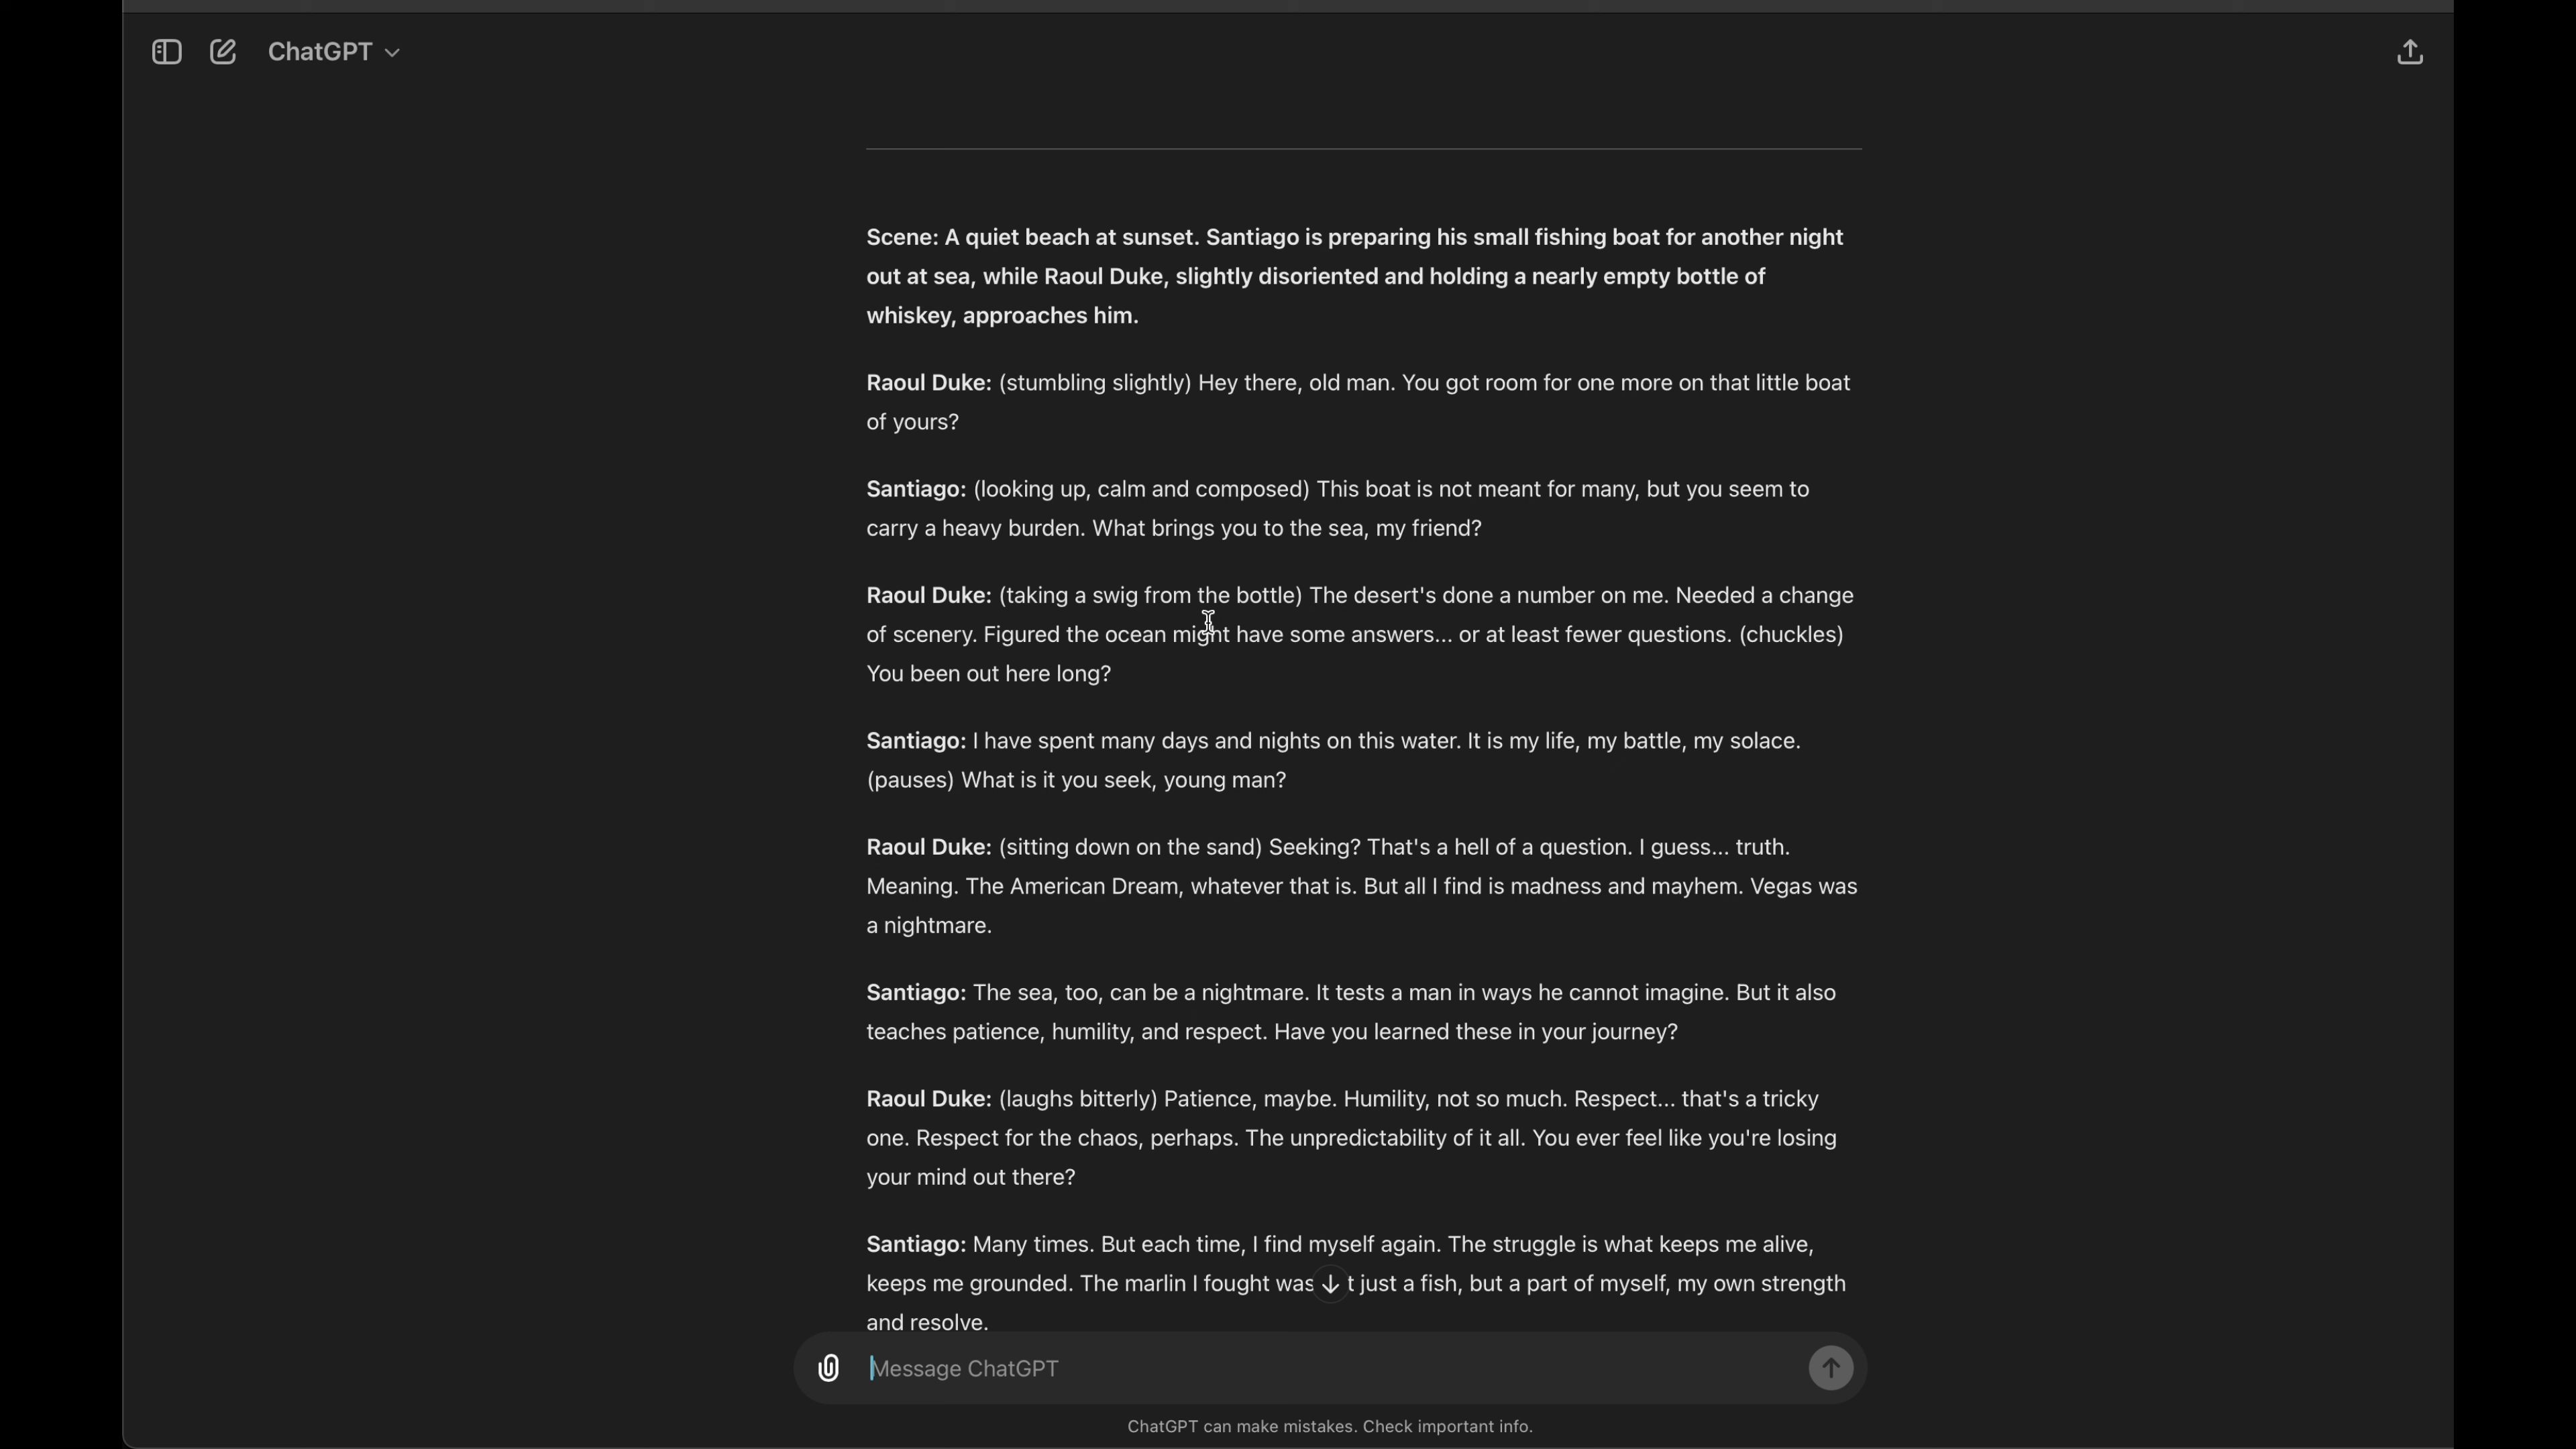 ChatGPT
Scene: A quiet beach at sunset. Santiago is preparing his small fishing boat for another night
out at sea, while Raoul Duke, slightly disoriented and holding a nearly empty bottle of
whiskey, approaches him.
Raoul Duke: (stumbling slightly) Hey there, old man. You got room for one more on that little boat
of yours?
Santiago: (looking up, calm and composed) This boat is not meant for many, but you seem to
carry a heavy burden. What brings you to the sea, my friend?
Raoul Duke: (taking a swig from the bottle) The desert's done a number on me. Needed a change
of scenery. Figured the ocean might have some answers... or at least fewer questions. (chuckles)
You been out here long?
Santiago: I have spent many days and nights on this water. It is my life, my battle, my solace.
(pauses) What is it you seek, young man?
Raoul Duke: (sitting down on the sand) Seeking? That's a hell of a question. I guess... truth.
Meaning. The American Dream, whatever that is. But all I find is madness and mayhem. Vegas was
a nightmare.
Santiago: The sea, too, can be a nightmare. It tests a man in ways he cannot imagine. But it also
teaches patience, humility, and respect. Have you learned these in your journey?
Raoul Duke: (laughs bitterly) Patience, maybe. Humility, not so much. Respect... that's a tricky
one. Respect for the chaos, perhaps. The unpredictability of it all. You ever feel like you're losing
your mind out there?
Santiago: Many times. But each time, I find myself again. The struggle is what keeps me alive,
keeps me grounded. The marlin I fought was just a fish, but a part of myself, my own strength
and resolve.
Message ChatGPT
ChatGPT can make mistakes. Check important info.